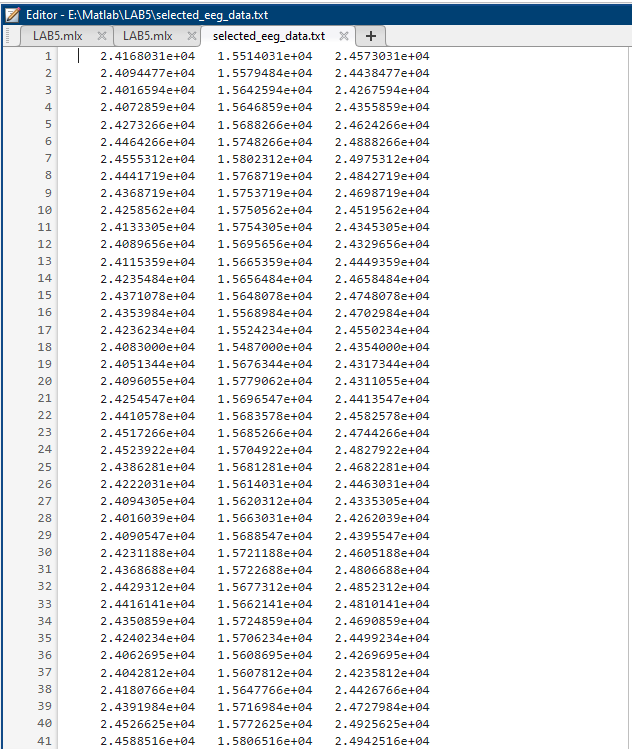 Editor - E:\Matlab\LAB5\selected_eeg_data.txt
LAB5.mlx × LAB5.mlx × selected_eeg_data.txt × +
1 2.4168031e+04 1.5514031e+04 2.4573031e+04
2 2.4094477e+04 1.5579484e+04 2.4438477e+04
3 2.4016594e+04 1.5642594e+04 2.4267594e+04
4 2.4072859e+04 1.5646859e+04 2.4355859e+04
5 2.4273266e+04 1.5688266e+04 2.4624266e+04
6 2.4464266e+04 1.5748266e+04 2.4888266e+04
7 2.4555312e+04 1.5802312e+04 2.4975312e+04
8 2.4441719e+04 1.5768719e+04 2.4842719e+04
9 2.4368719e+04 1.5753719e+04 2.4698719e+04
10 2.4258562e+04 1.5750562e+04 2.4519562e+04
11 2.4133305e+04 1.5754305e+04 2.4345305e+04
12 2.4089656e+04 1.5695656e+04 2.4329656e+04
13 2.4115359e+04 1.5665359e+04 2.4449359e+04
14 2.4235484e+04 1.5656484e+04 2.4658484e+04
15 2.4371078e+04 1.5648078e+04 2.4748078e+04
16 2.4353984e+04 1.5568984e+04 2.4702984e+04
17 2.4236234e+04 1.5524234e+04 2.4550234e+04
18 2.4083000e+04 1.5487000e+04 2.4354000e+04
19 2.4051344e+04 1.5676344e+04 2.4317344e+04
20 2.4096055e+04 1.5779062e+04 2.4311055e+04
21 2.4254547e+04 1.5696547e+04 2.4413547e+04
22 2.4410578e+04 1.5683578e+04 2.4582578e+04
23 2.4517266e+04 1.5685266e+04 2.4744266e+04
24 2.4523922e+04 1.5704922e+04 2.4827922e+04
25 2.4386281e+04 1.5681281e+04 2.4682281e+04
26 2.4222031e+04 1.5614031e+04 2.4463031e+04
27 2.4094305e+04 1.5620312e+04 2.4335305e+04
28 2.4016039e+04 1.5663031e+04 2.4262039e+04
29 2.4090547e+04 1.5688547e+04 2.4395547e+04
30 2.4231188e+04 1.5721188e+04 2.4605188e+04
31 2.4368688e+04 1.5722688e+04 2.4806688e+04
32 2.4429312e+04 1.5677312e+04 2.4852312e+04
33 2.4416141e+04 1.5662141e+04 2.4810141e+04
34 2.4350859e+04 1.5724859e+04 2.4690859e+04
35 2.4240234e+04 1.5706234e+04 2.4499234e+04
36 2.4062695e+04 1.5608695e+04 2.4269695e+04
37 2.4042812e+04 1.5607812e+04 2.4235812e+04
38 2.4180766e+04 1.5647766e+04 2.4426766e+04
39 2.4391984e+04 1.5716984e+04 2.4727984e+04
40 2.4526625e+04 1.5772625e+04 2.4925625e+04
41 2.4588516e+04 1.5806516e+04 2.4942516e+04